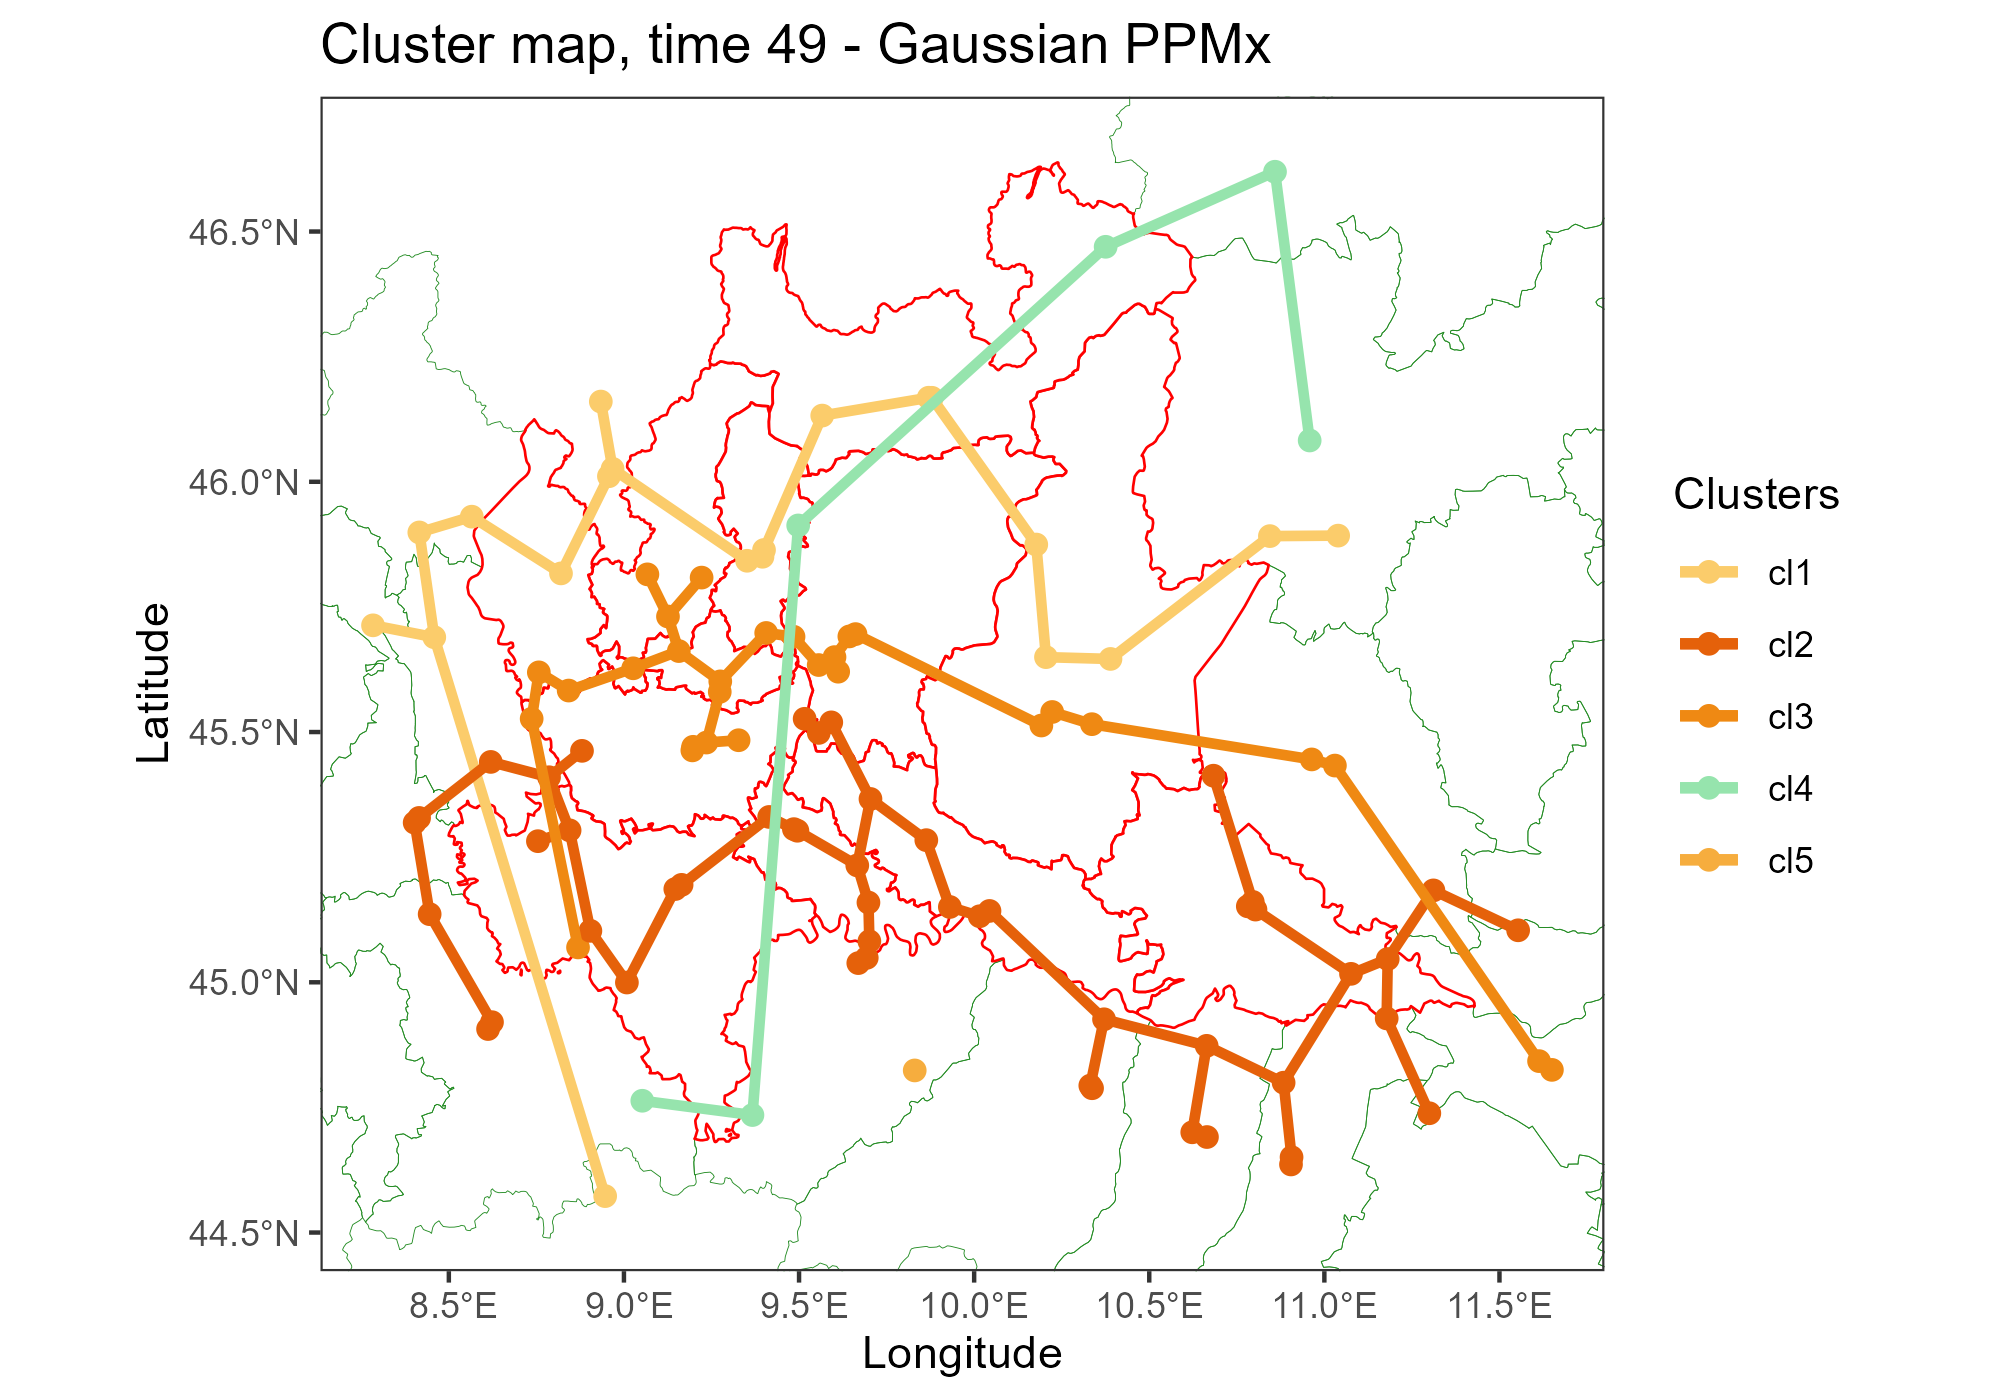 Cluster map, time 49 - Gaussian PPMx
46.5°N
46.0°N
45.5°N
45.0°N
44.5°N
Latitude
8.5°E 9.0°E 9.5°E 10.0°E 10.5°E 11.0°E 11.5°E
Longitude
Clusters
cl1
cl2
cl3
cl4
cl5